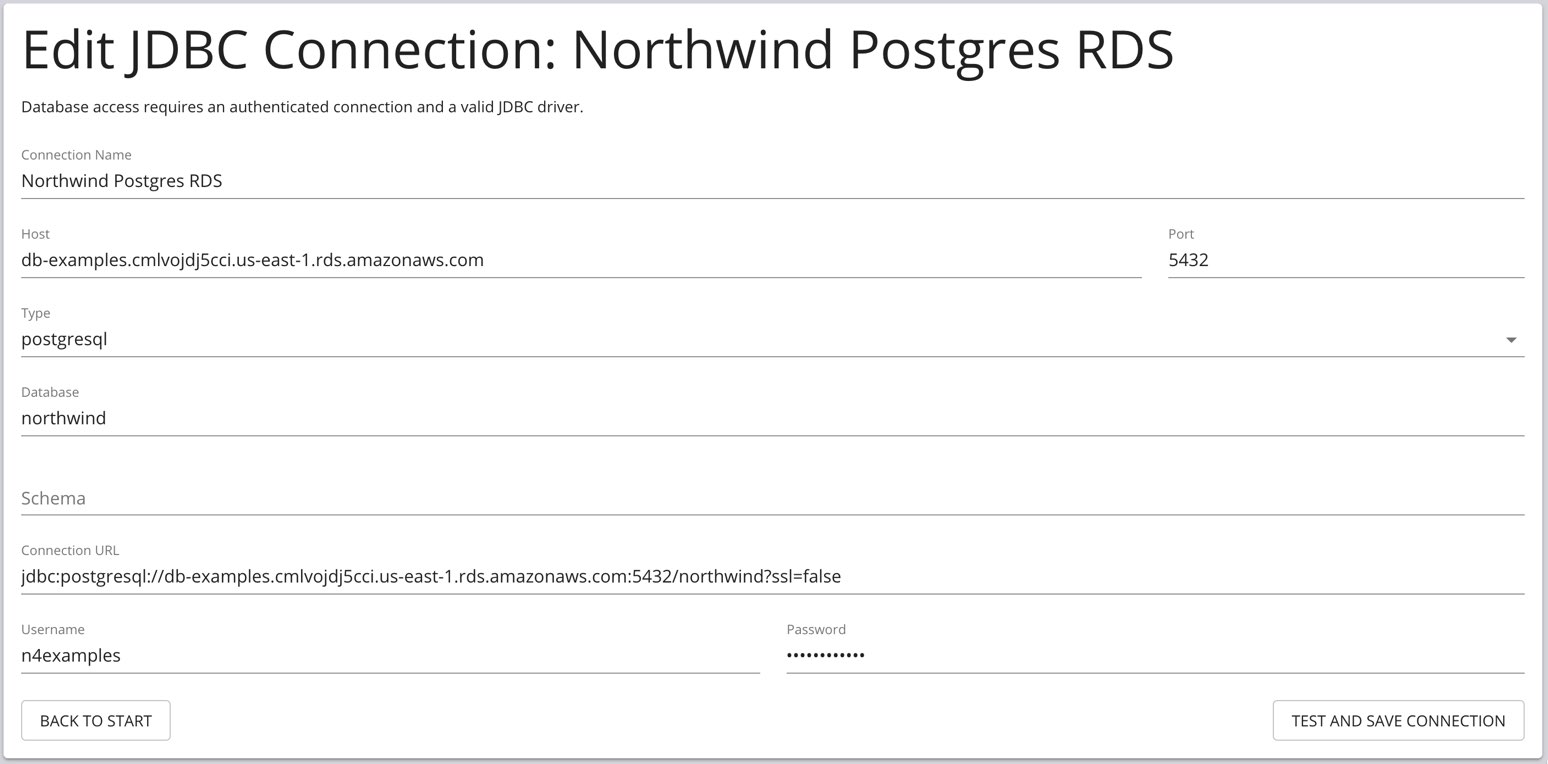 Edit JDBC Connection: Northwind Postgres RDS
Database access requires an authenticated connection and a valid JDBC driver.
Connection Name
Northwind Postgres RDS
Host
db-examples.cmlvojdj5cci.us-east-1.rds.amazonaws.com
Port
5432
Type
postgresql
Database
northwind
Schema
Connection URL
jdbc:postgresql://db-examples.cmlvojdj5cci.us-east-1.rds.amazonaws.com:5432/northwind?ssl=false
Username
n4examples
Password
••••••••••••
BACK TO START
TEST AND SAVE CONNECTION